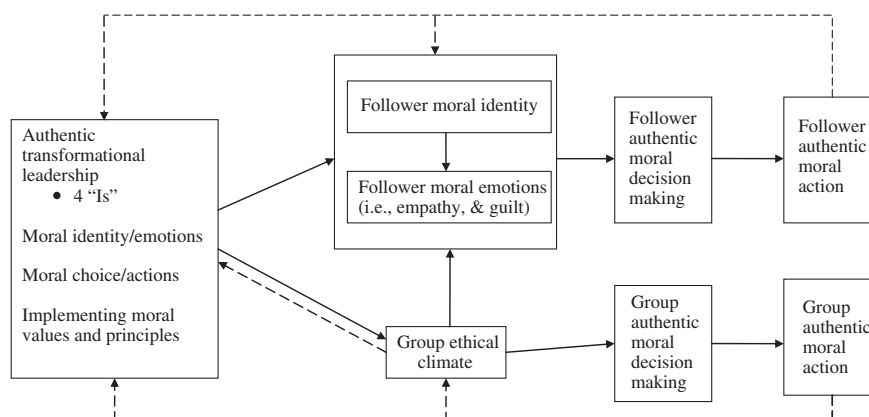 Authentic
transformational
leadership
• 4 “Is”
Moral identity/emotions
Moral choice/actions
Implementing moral
values and principles
Follower moral identity
Follower moral emotions
(i.e., empathy, & guilt)
Follower
authentic
moral
decision
making
Follower
authentic
moral
action
Group ethical
climate
Group
authentic
moral
decision
making
Group
authentic
moral
action